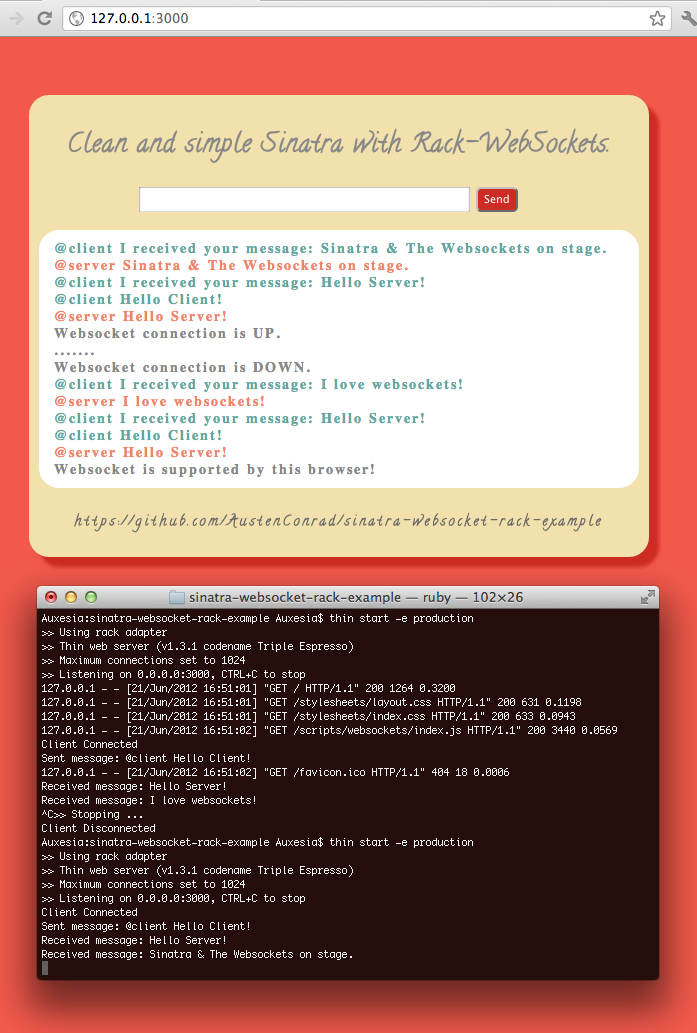 127.0.0.1:3000
Clean and simple Sinatra with Rack-WebSockets.
Send
@client I received your message: Sinatra & The Websockets on stage.
@server Sinatra & The Websockets on stage.
@client I received your message: Hello Server!
@client Hello Client!
@server Hello Server!
Websocket connection is UP.
.......
Websocket connection is DOWN.
@client I received your message: I love websockets!
@server I love websockets!
@client I received your message: Hello Server!
@client Hello Client!
@server Hello Server!
Websocket is supported by this browser!
https://github.com/AustenConrad/sinatra-websocket-rack-example
sinatra-websocket-rack-example — ruby — 102×26
Auxesia:sinatra-websocket-rack-example Auxesia$ thin start -e production
>> Using rack adapter
>> Thin web server (v1.3.1 codename Triple Espresso)
>> Maximum connections set to 1024
>> Listening on 0.0.0.0:3000, CTRL+C to stop
127.0.0.1 - - [21/Jun/2012 16:51:01] "GET / HTTP/1.1" 200 1264 0.3200
127.0.0.1 - - [21/Jun/2012 16:51:01] "GET /stylesheets/layout.css HTTP/1.1" 200 631 0.1198
127.0.0.1 - - [21/Jun/2012 16:51:01] "GET /stylesheets/index.css HTTP/1.1" 200 633 0.0943
127.0.0.1 - - [21/Jun/2012 16:51:02] "GET /scripts/websockets/index.js HTTP/1.1" 200 3440 0.0569
Client Connected
Sent message: @client Hello Client!
127.0.0.1 - - [21/Jun/2012 16:51:02] "GET /favicon.ico HTTP/1.1" 404 18 0.0006
Received message: Hello Server!
Received message: I love websockets!
^C>> Stopping ...
Client Disconnected
Auxesia:sinatra-websocket-rack-example Auxesia$ thin start -e production
>> Using rack adapter
>> Thin web server (v1.3.1 codename Triple Espresso)
>> Maximum connections set to 1024
>> Listening on 0.0.0.0:3000, CTRL+C to stop
Client Connected
Sent message: @client Hello Client!
Received message: Hello Server!
Received message: Sinatra & The Websockets on stage.